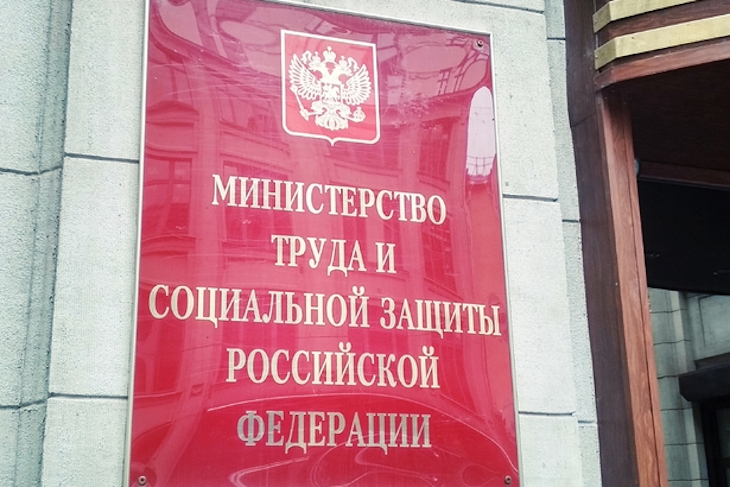 МИНИСТЕРСТВО
ТРУДА И
СОЦИАЛЬНОЙ ЗАЩИТЫ
РОССИЙСКОЙ
ФЕДЕРАЦИИ